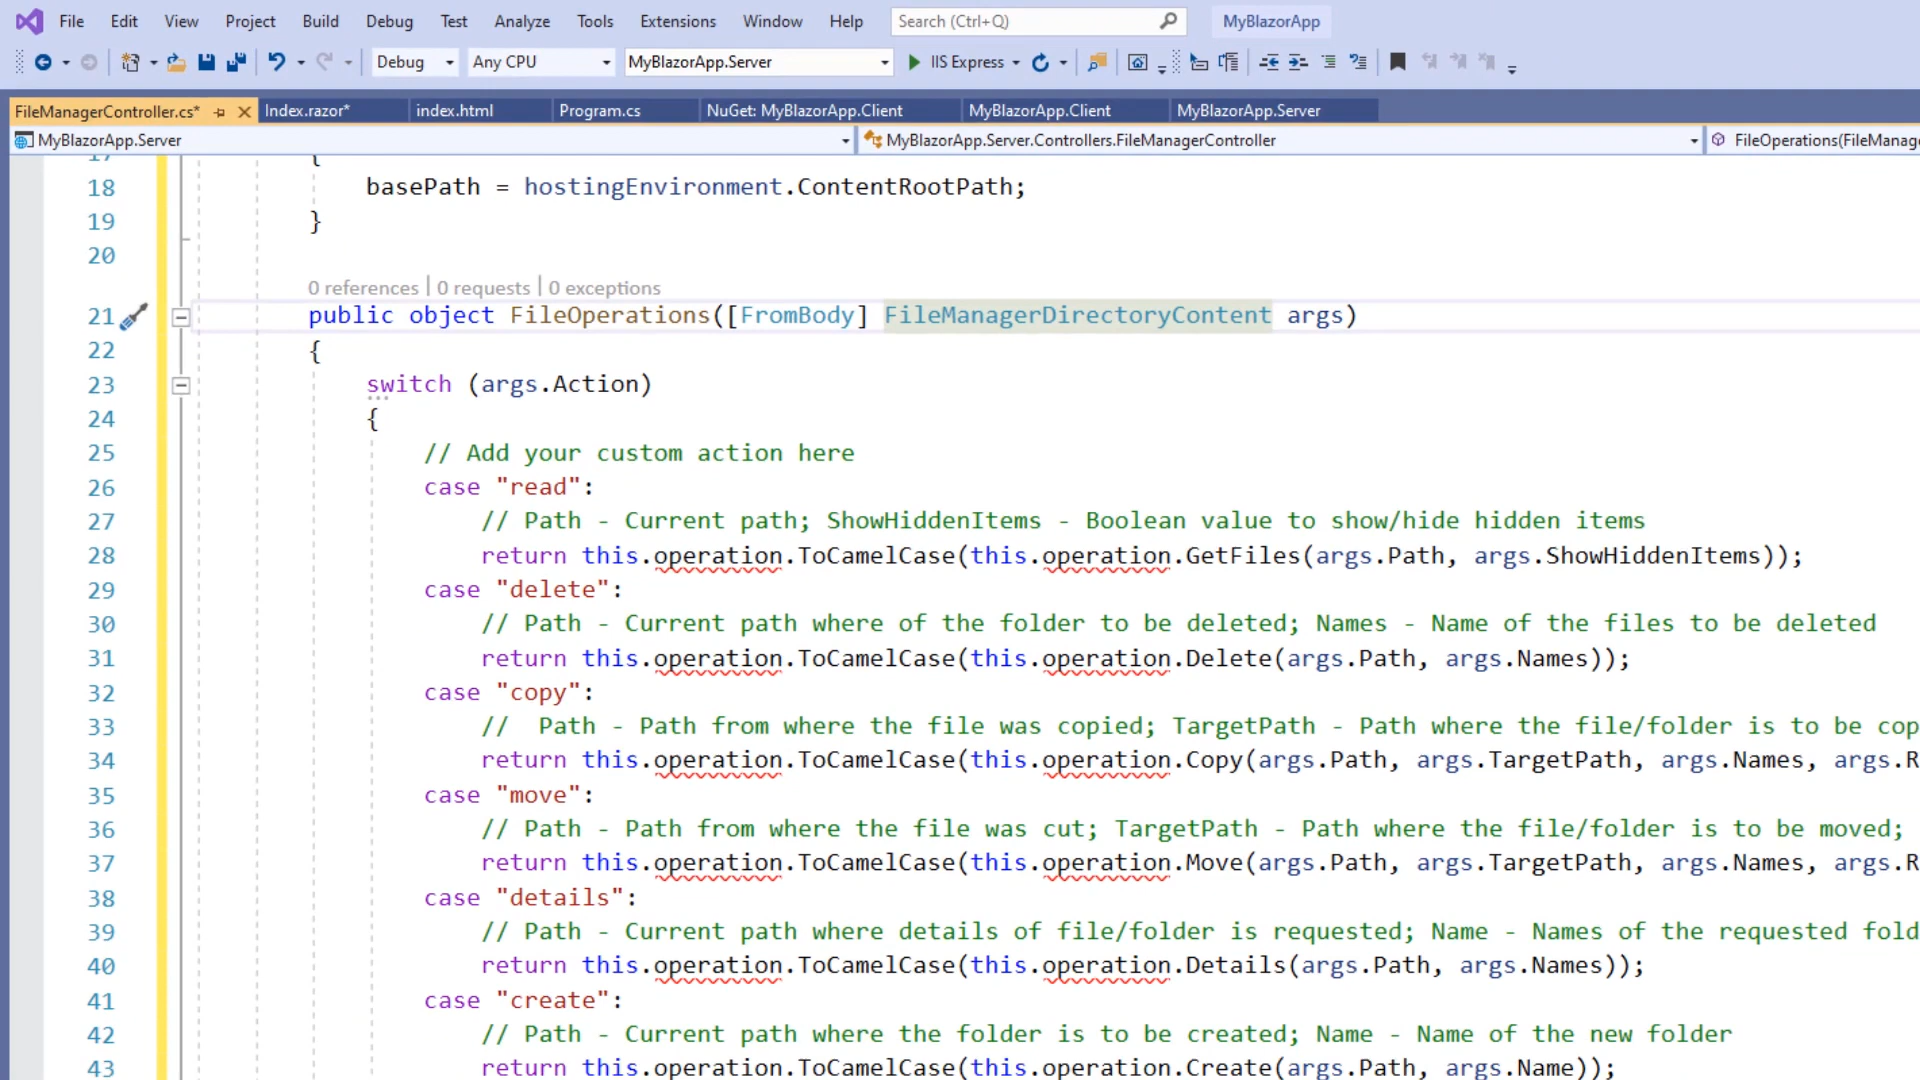 File Edit View Project Build Debug Test Analyze Tools Extensions Window Help Search (Ctrl+Q) MyBlazorApp
Debug Any CPU MyBlazorApp.Server IIS Express
FileManagerController.cs* Index.razor* index.html Program.cs NuGet: MyBlazorApp.Client MyBlazorApp.Client MyBlazorApp.Server
MyBlazorApp.Server MyBlazorApp.Server.Controllers.FileManagerController FileOperations(FileManag
17 {
18 basePath = hostingEnvironment.ContentRootPath;
19 }
20
0 references | 0 requests | 0 exceptions
21 public object FileOperations([FromBody] FileManagerDirectoryContent args)
22 {
23 switch (args.Action)
24 {
25 // Add your custom action here
26 case "read":
27 // Path - Current path; ShowHiddenItems - Boolean value to show/hide hidden items
28 return this.operation.ToCamelCase(this.operation.GetFiles(args.Path, args.ShowHiddenItems));
29 case "delete":
30 // Path - Current path where of the folder to be deleted; Names - Name of the files to be deleted
31 return this.operation.ToCamelCase(this.operation.Delete(args.Path, args.Names));
32 case "copy":
33 //  Path - Path from where the file was copied; TargetPath - Path where the file/folder is to be cop
34 return this.operation.ToCamelCase(this.operation.Copy(args.Path, args.TargetPath, args.Names, args.R
35 case "move":
36 // Path - Path from where the file was cut; TargetPath - Path where the file/folder is to be moved;
37 return this.operation.ToCamelCase(this.operation.Move(args.Path, args.TargetPath, args.Names, args.R
38 case "details":
39 // Path - Current path where details of file/folder is requested; Name - Names of the requested fold
40 return this.operation.ToCamelCase(this.operation.Details(args.Path, args.Names));
41 case "create":
42 // Path - Current path where the folder is to be created; Name - Name of the new folder
43 return this.operation.ToCamelCase(this.operation.Create(args.Path, args.Name));